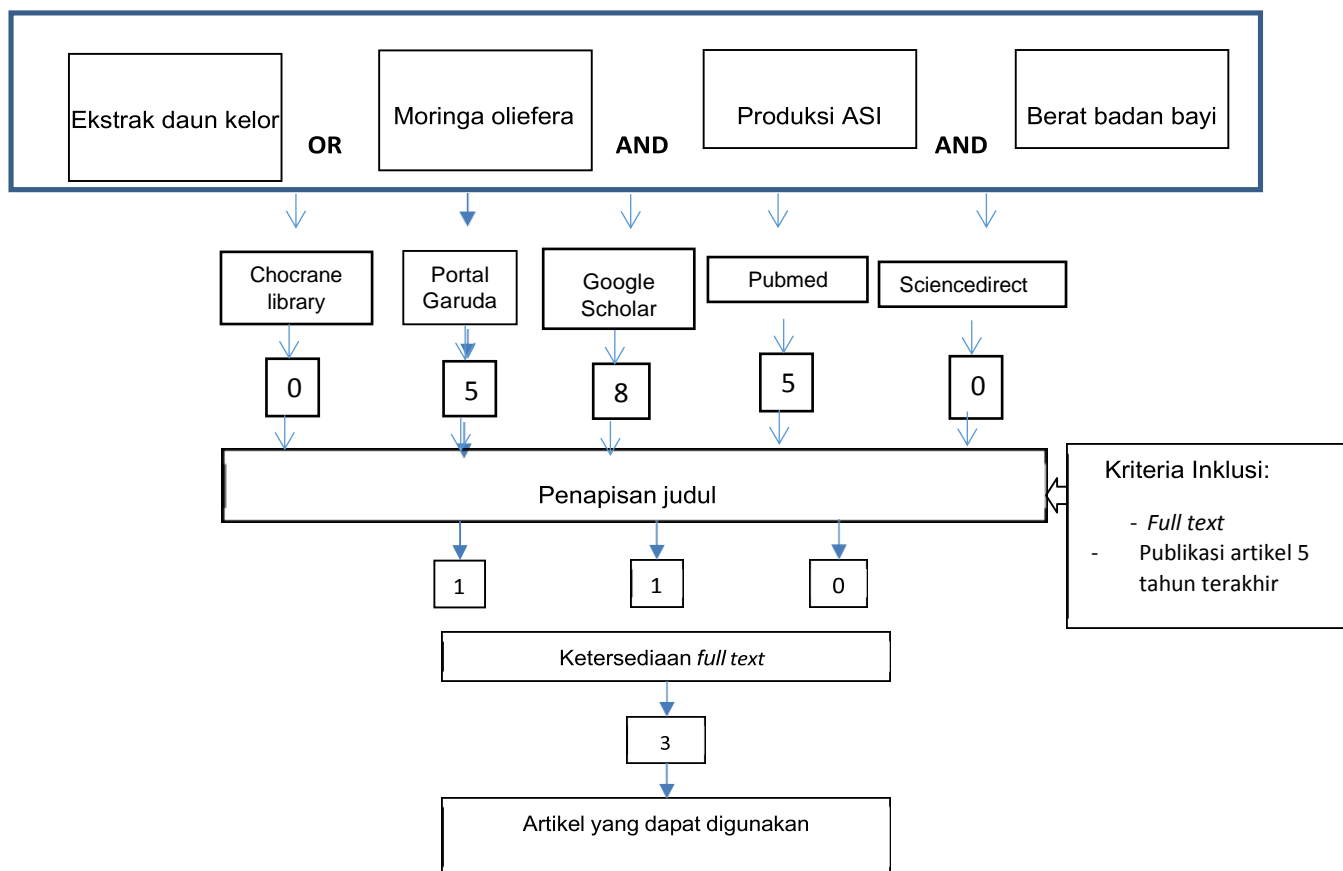 Ekstrak daun kelor
OR
Moringa oliefera
AND
Produksi ASI
AND
Berat badan bayi
Chocrane
library
Portal
Garuda
Google
Scholar
Pubmed
Sciencedirect
0
5
8
5
0
Penapisan judul
Kriteria Inklusi:
- Full text
- Publikasi artikel 5
tahun terakhir
1
1
0
Ketersediaan full text
3
Artikel yang dapat digunakan